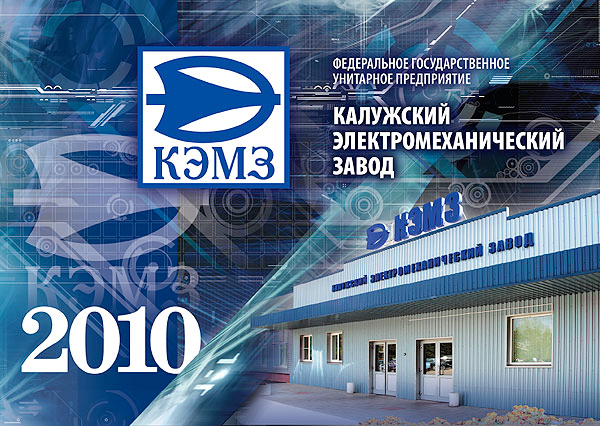 КЭМЗ
ФЕДЕРАЛЬНОЕ ГОСУДАРСТВЕННОЕ
УНИТАРНОЕ ПРЕДПРИЯТИЕ
КАЛУЖСКИЙ
ЭЛЕКТРОМЕХАНИЧЕСКИЙ
ЗАВОД
КЭМЗ
2010
КЭМЗ
КАЛУЖСКИЙ ЭЛЕКТРОМЕХАНИЧЕСКИЙ ЗАВОД